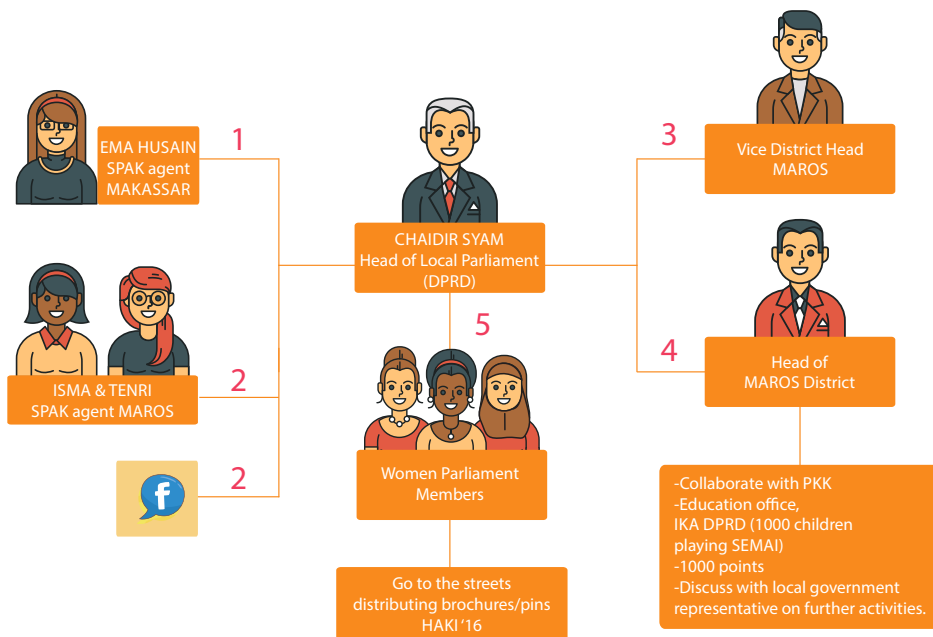 EMA HUSAIN
SPAK agent
MAKASSAR
1
CHAIDIR SYAM
Head of Local Parliament
(DPRD)
3
Vice District Head
MAROS
ISMA & TENRI
SPAK agent MAROS
2
f
2
5
Women Parliament
Members
Go to the streets
distributing brochures/pins
HAKI ‘16
4
Head of
MAROS District
-Collaborate with PKK
-Education office,
IKA DPRD (1000 children
playing SEMAI)
-1000 points
-Discuss with local government
representative on further activities.